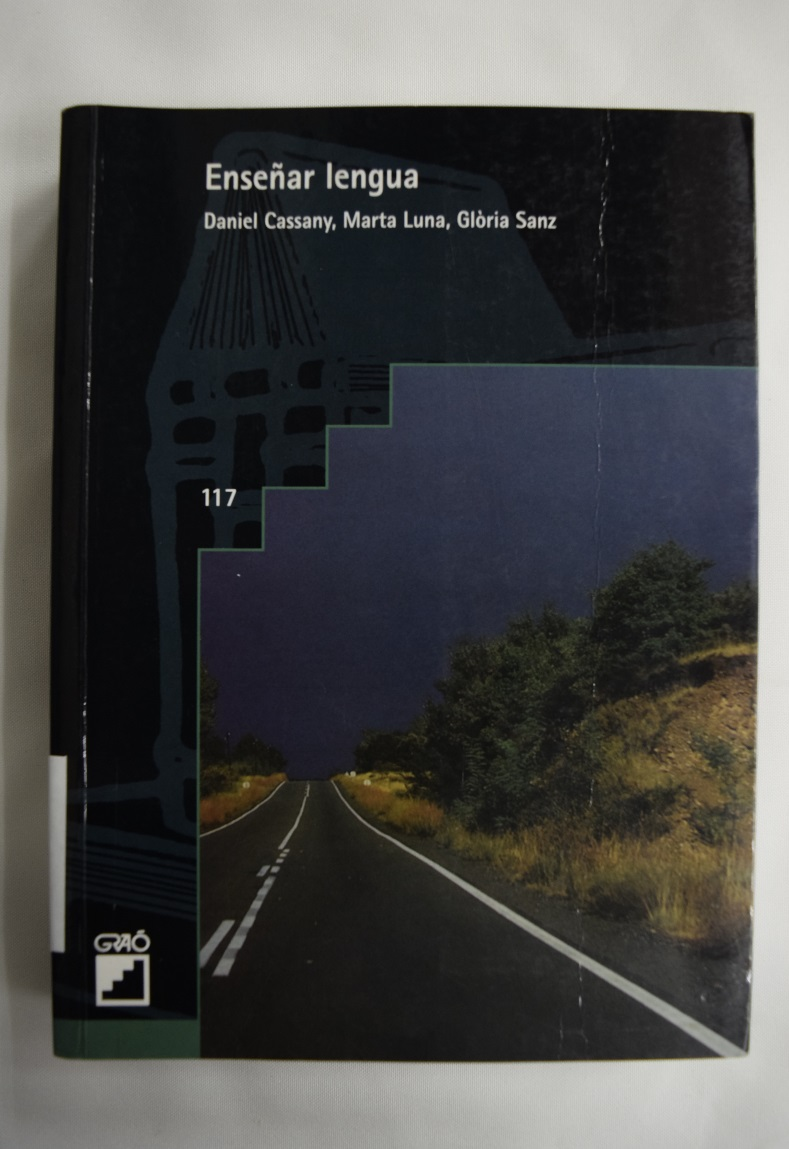 Enseñar lengua
Daniel Cassany, Marta Luna, Glòria Sanz
117
GRAÓ